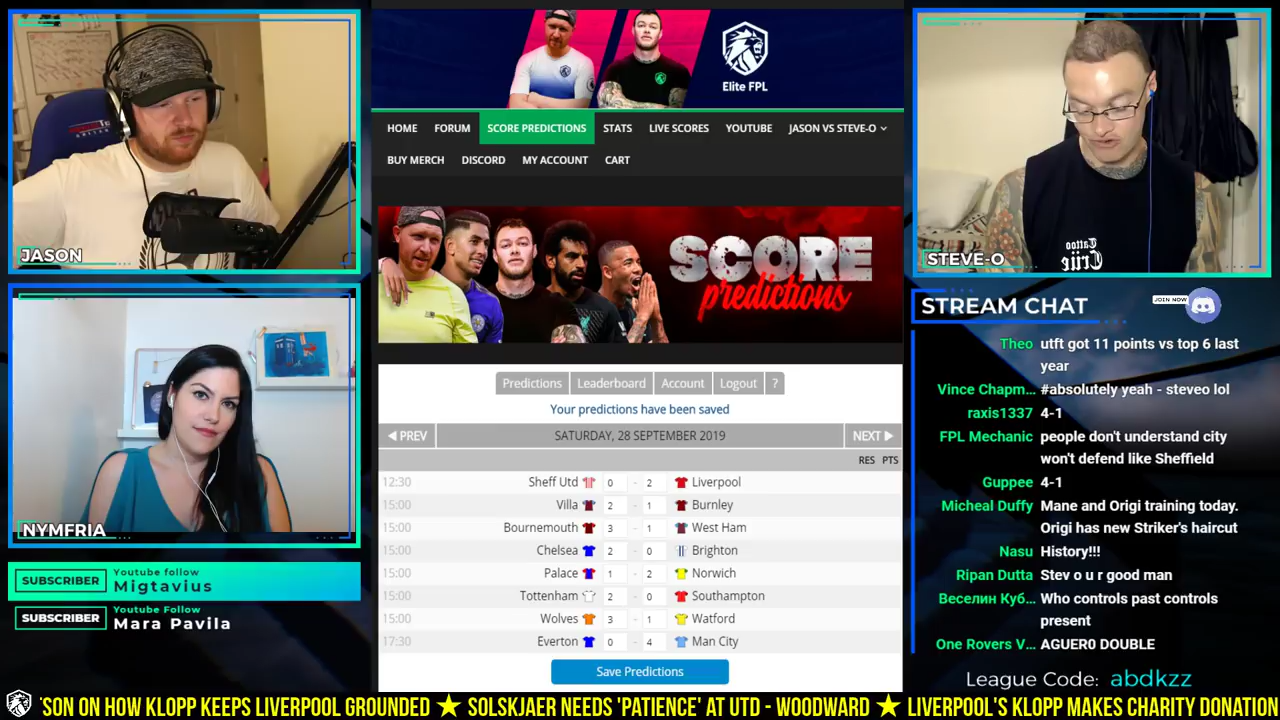 JASON
NYMFRIA
SUBSCRIBER
Youtube follow
Migtavius
SUBSCRIBER
Youtube Follow
Mara Pavila
Elite FPL
HOME FORUM SCORE PREDICTIONS STATS LIVE SCORES YOUTUBE JASON VS STEVE-O
BUY MERCH DISCORD MY ACCOUNT CART
SCORE
predictions
Predictions Leaderboard Account Logout ?
Your predictions have been saved
◀ PREV SATURDAY, 28 SEPTEMBER 2019 NEXT ▶
RES PTS
12:30 Sheff Utd 0 - 2 Liverpool
15:00 Villa 2 - 1 Burnley
15:00 Bournemouth 3 - 1 West Ham
15:00 Chelsea 2 - 0 Brighton
15:00 Palace 1 - 2 Norwich
15:00 Tottenham 2 - 0 Southampton
15:00 Wolves 3 - 1 Watford
17:30 Everton 0 - 4 Man City
Save Predictions
STEVE-O
STREAM CHAT
JOIN NOW
Theo utft got 11 points vs top 6 last
year
Vince Chapm... #absolutely yeah - steveo lol
raxis1337 4-1
FPL Mechanic people don't understand city
won't defend like Sheffield
Guppee 4-1
Micheal Duffy Mane and Origi training today.
Origi has new Striker's haircut
Nasu History!!!
Ripan Dutta Stev o u r good man
Веселин Куб... Who controls past controls
present
One Rovers V... AGUER0 DOUBLE
League Code: abdkzz
'SON ON HOW KLOPP KEEPS LIVERPOOL GROUNDED ★ SOLSKJAER NEEDS 'PATIENCE' AT UTD - WOODWARD ★ LIVERPOOL'S KLOPP MAKES CHARITY DONATION